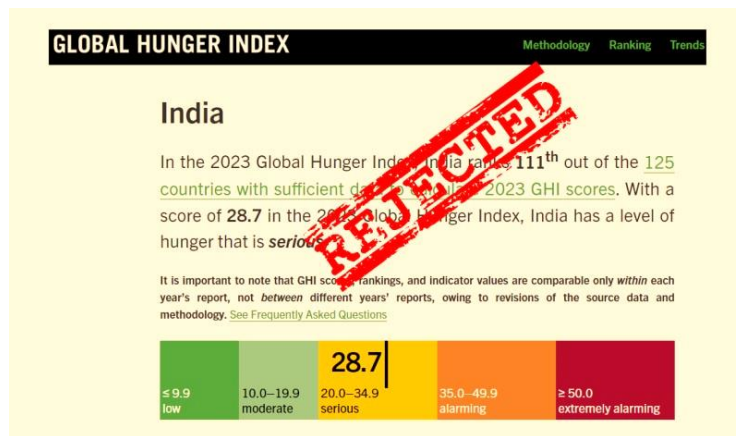 GLOBAL HUNGER INDEX
Methodology Ranking Trends
India
In the 2023 Global Hunger Index, India ranks 111th out of the 125
countries with sufficient data to calculate 2023 GHI scores. With a
score of 28.7 in the 2023 Global Hunger Index, India has a level of
hunger that is serious.
REJECTED
It is important to note that GHI scores, rankings, and indicator values are comparable only within each
year's report, not between different years' reports, owing to revisions of the source data and
methodology. See Frequently Asked Questions
28.7
≤ 9.9 10.0–19.9 20.0–34.9 35.0–49.9 ≥ 50.0
low moderate serious alarming extremely alarming